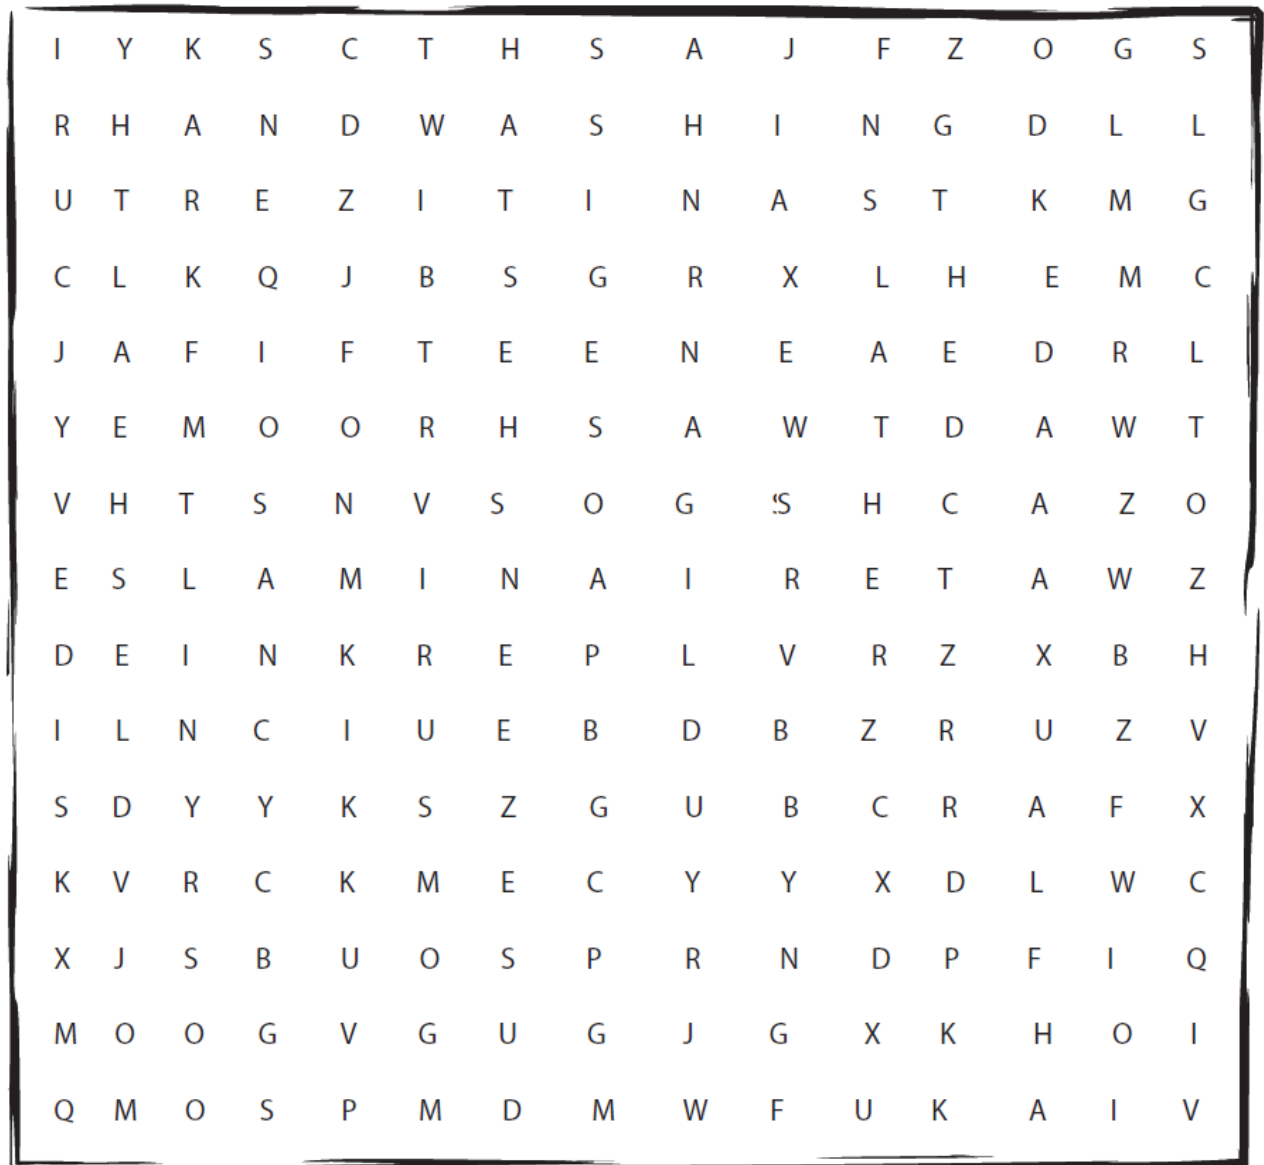 I Y K S C T H S A J F Z O G S
R H A N D W A S H I N G D L L
U T R E Z I T I N A S T K M G
C L K Q J B S G R X L H E M C
J A F I F T E E N E A E D R L
Y E M O O R H S A W T D A W T
V H T S N V S O G S H C A Z O
E S L A M I N A I R E T A W Z
D E I N K R E P L V R Z X B H
I L N C I U E B D B Z R U Z V
S D Y Y K S Z G U B C R A F X
K V R C K M E C Y Y X D L W C
X J S B U O S P R N D P F I Q
M O O G V G U G J G X K H O I
Q M O S P M D M W F U K A I V